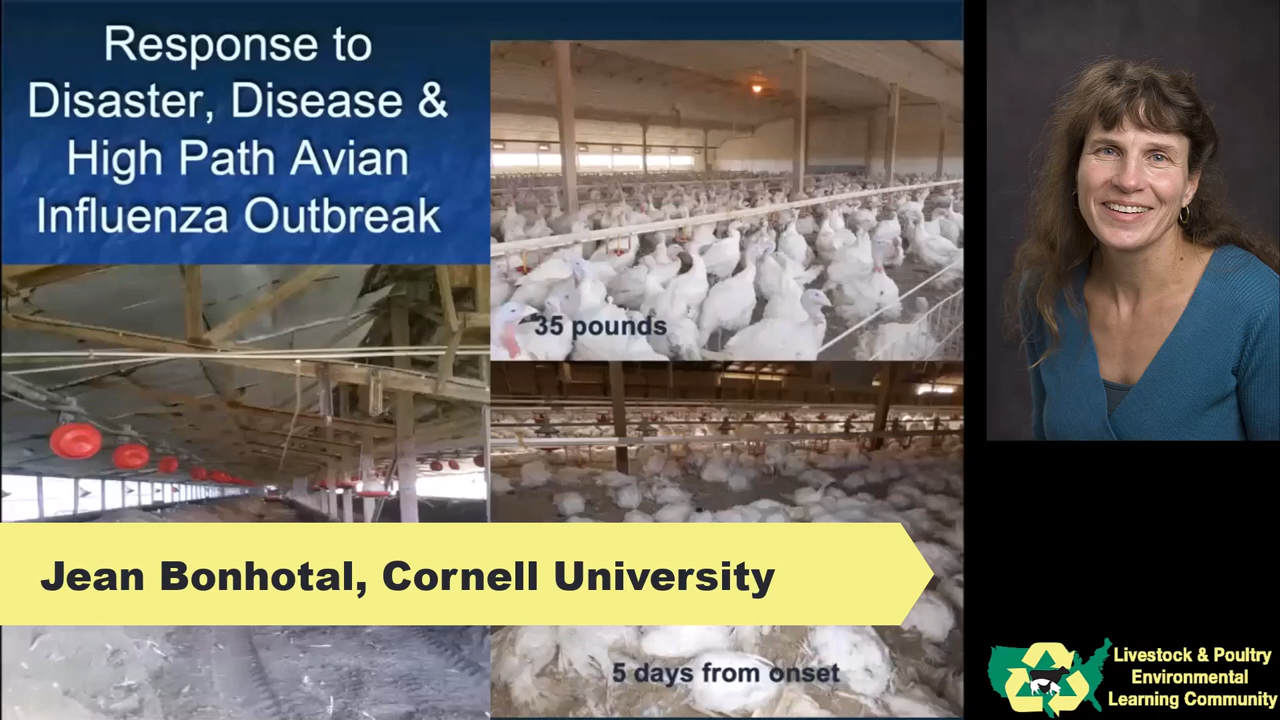 Response to
Disaster, Disease &
High Path Avian
Influenza Outbreak
35 pounds
Jean Bonhotal, Cornell University
5 days from onset
Livestock & Poultry
Environmental
Learning Community